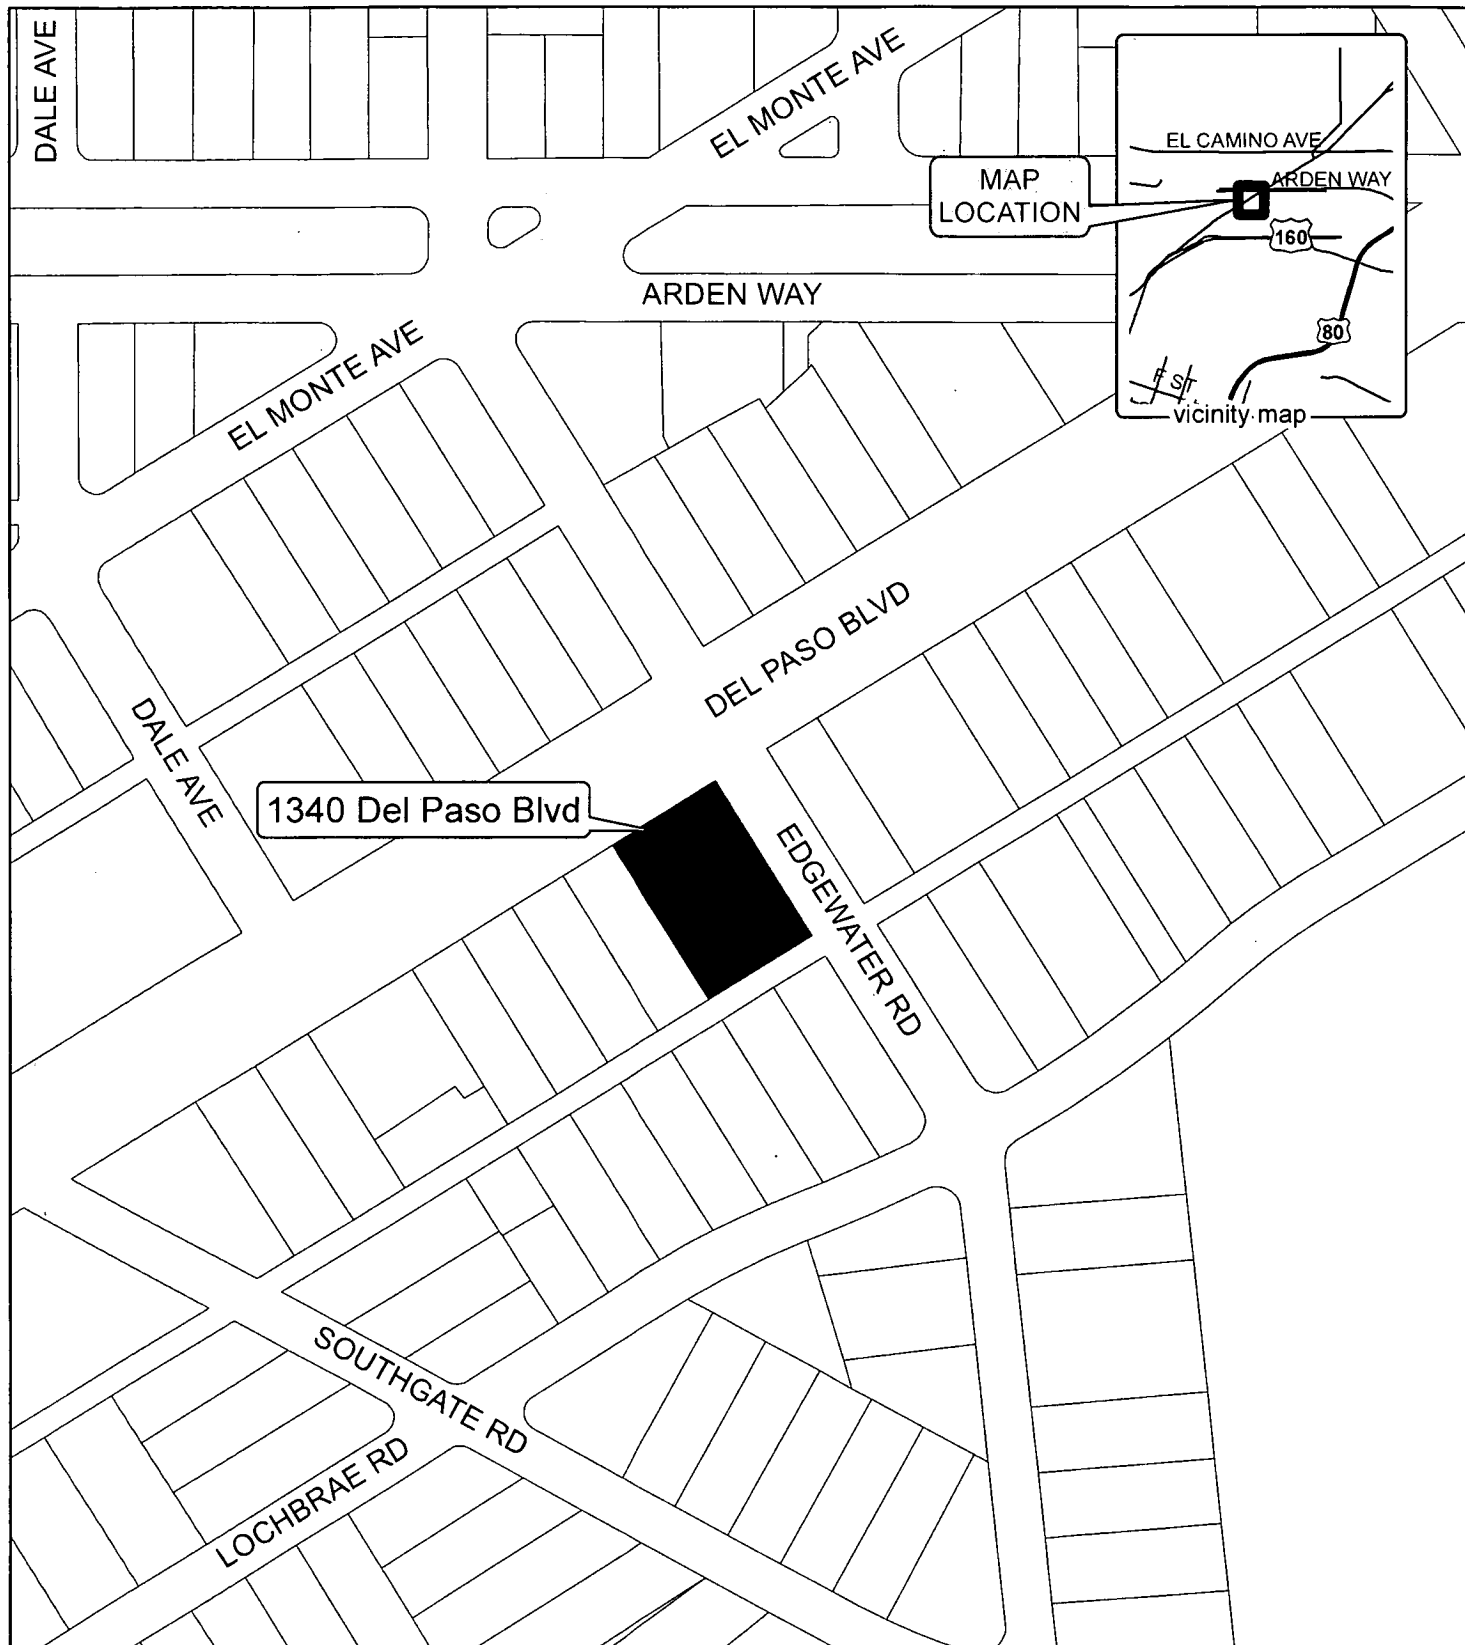 DALE AVE
EL MONTE AVE
EL CAMINO AVE
ARDEN WAY
MAP
LOCATION
160
80
F ST
vicinity map
ARDEN WAY
EL MONTE AVE
DEL PASO BLVD
DALE AVE
1340 Del Paso Blvd
EDGEWATER RD
SOUTHGATE RD
LOCHBRAE RD